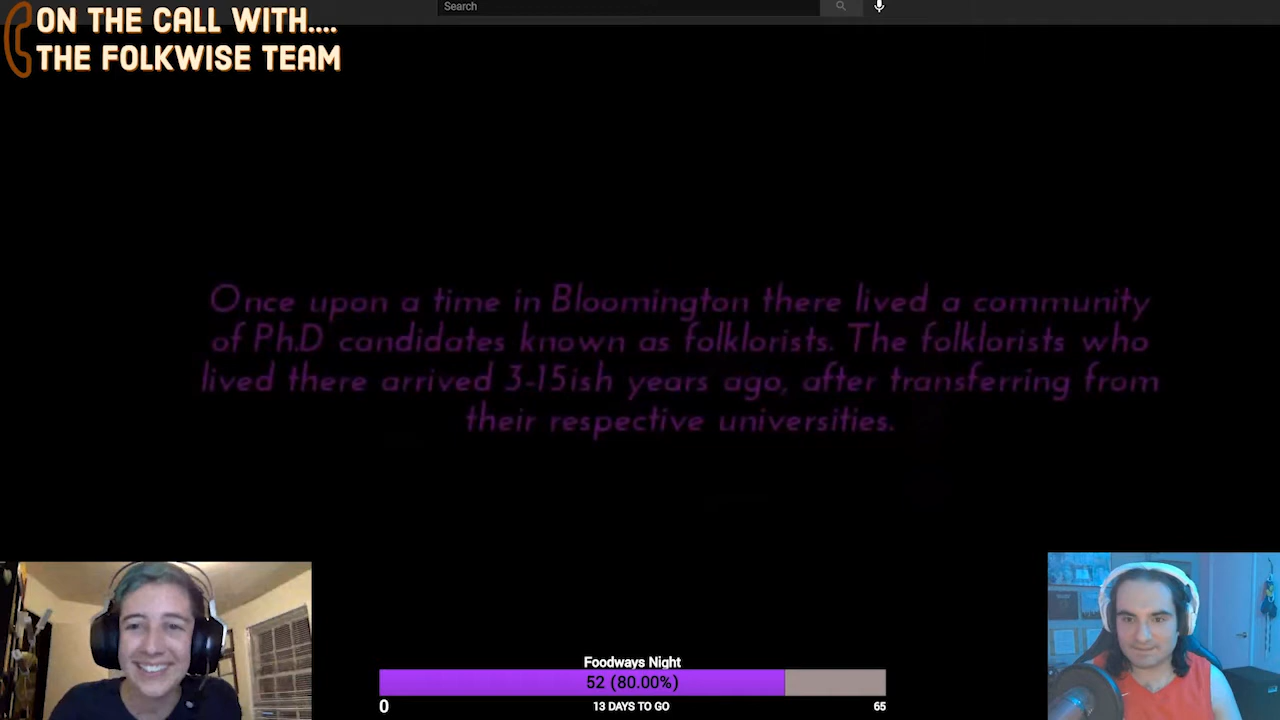 ON THE CALL WITH....
THE FOLKWISE TEAM
Search
Once upon a time in Bloomington there lived a community
of Ph.D candidates known as folklorists. The folklorists who
lived there arrived 3-15ish years ago, after transferring from
their respective universities.
Foodways Night
52 (80.00%)
0
13 DAYS TO GO
65